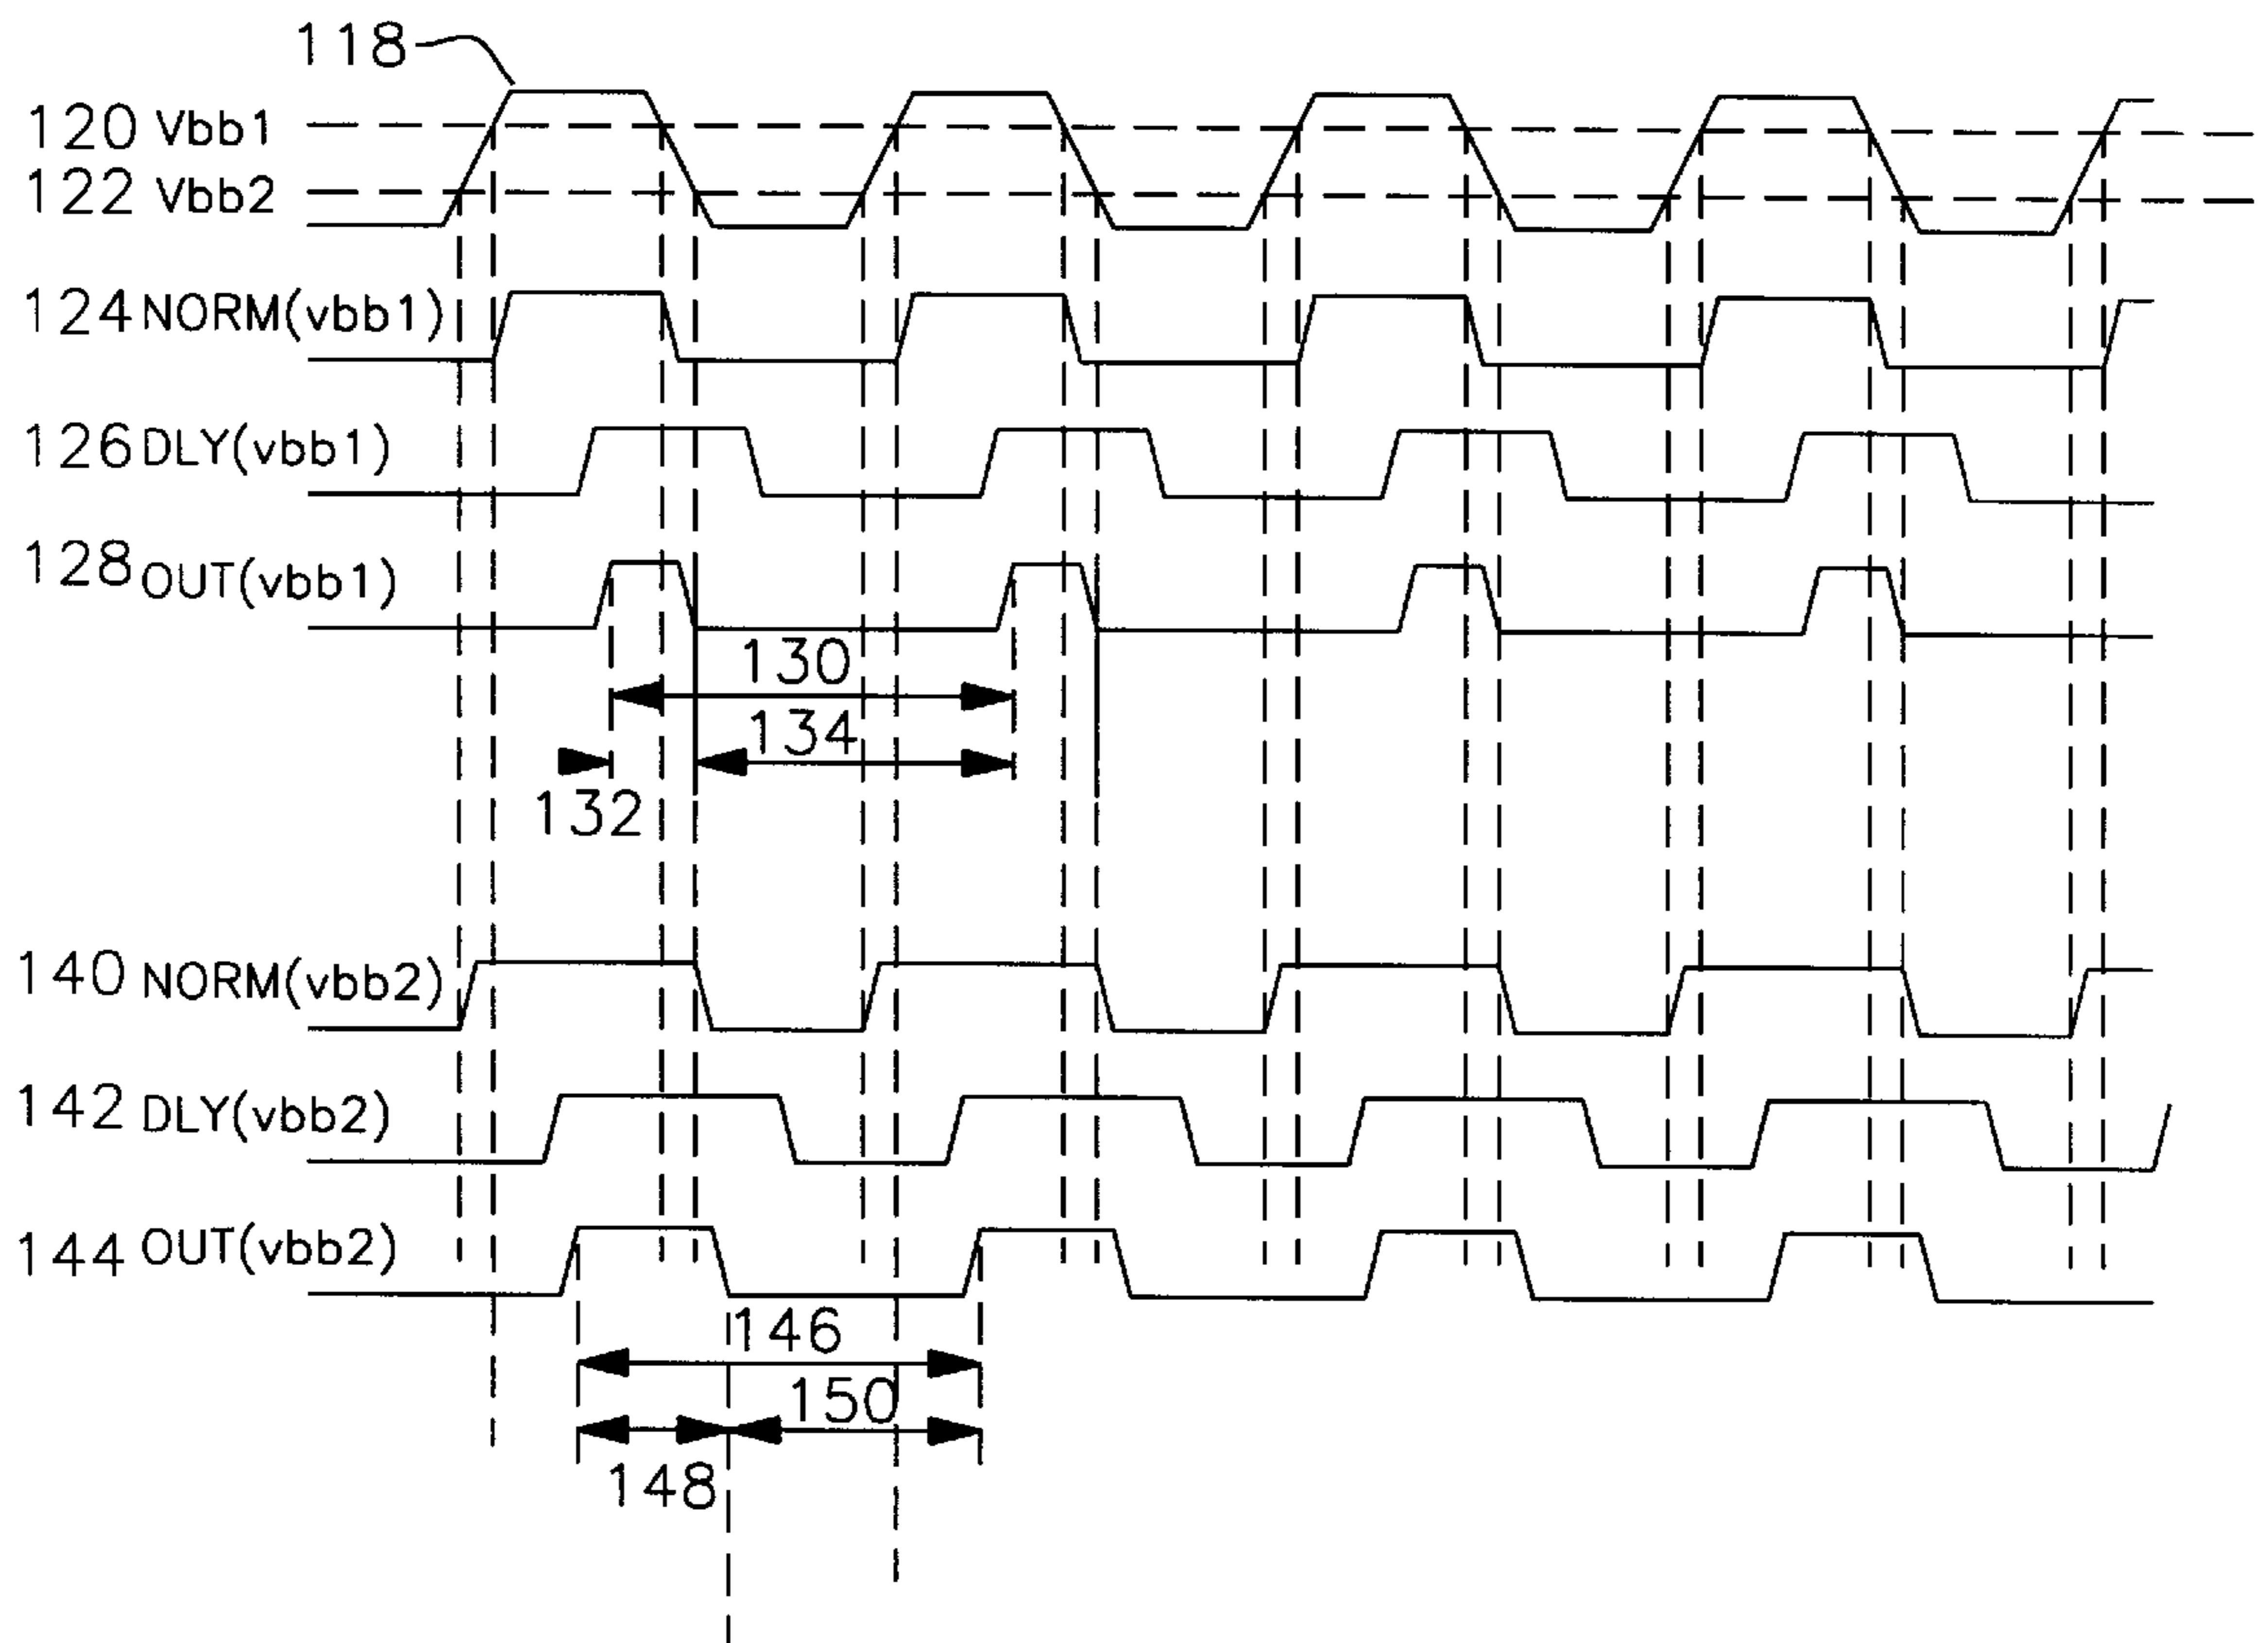 118
120 Vbb1
122 Vbb2
124 NORM(vbb1)
126 DLY(vbb1)
128 OUT(vbb1)
130
134
132
140 NORM(vbb2)
142 DLY(vbb2)
144 OUT(vbb2)
146
150
148